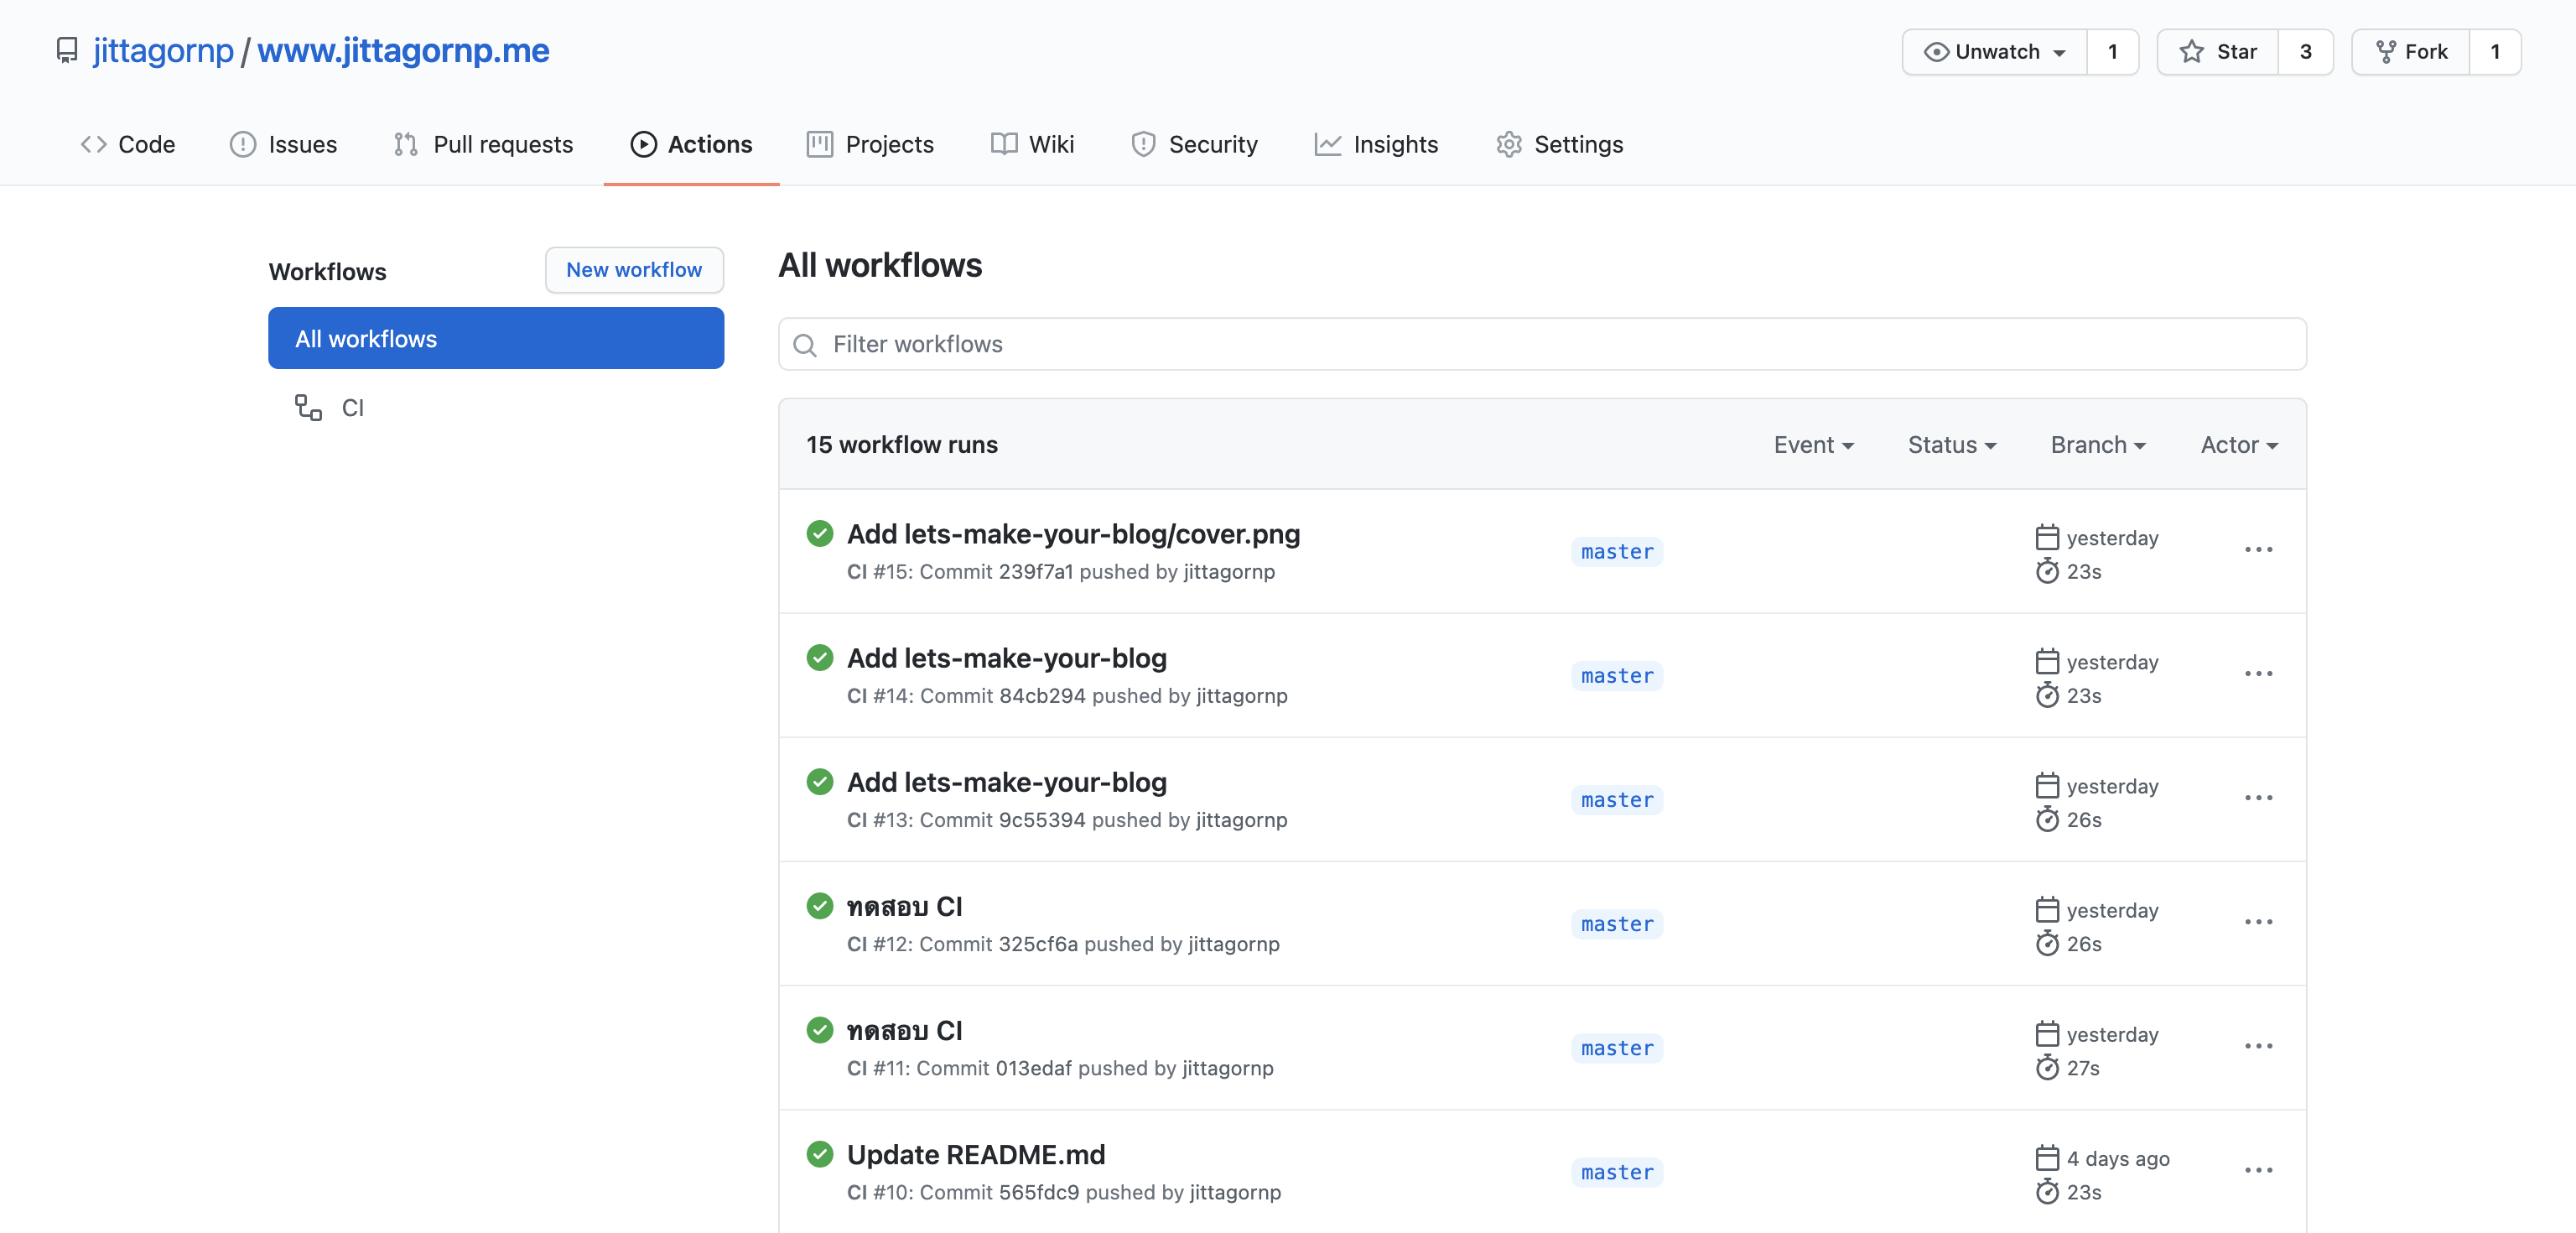 jittagornp / www.jittagornp.me
Unwatch 1 Star 3 Fork 1
Code Issues Pull requests Actions Projects Wiki Security Insights Settings
Workflows New workflow
All workflows
CI
All workflows
Filter workflows
15 workflow runs Event Status Branch Actor
Add lets-make-your-blog/cover.png
CI #15: Commit 239f7a1 pushed by jittagornp
master
yesterday
23s
Add lets-make-your-blog
CI #14: Commit 84cb294 pushed by jittagornp
master
yesterday
23s
Add lets-make-your-blog
CI #13: Commit 9c55394 pushed by jittagornp
master
yesterday
26s
ทดสอบ CI
CI #12: Commit 325cf6a pushed by jittagornp
master
yesterday
26s
ทดสอบ CI
CI #11: Commit 013edaf pushed by jittagornp
master
yesterday
27s
Update README.md
CI #10: Commit 565fdc9 pushed by jittagornp
master
4 days ago
23s